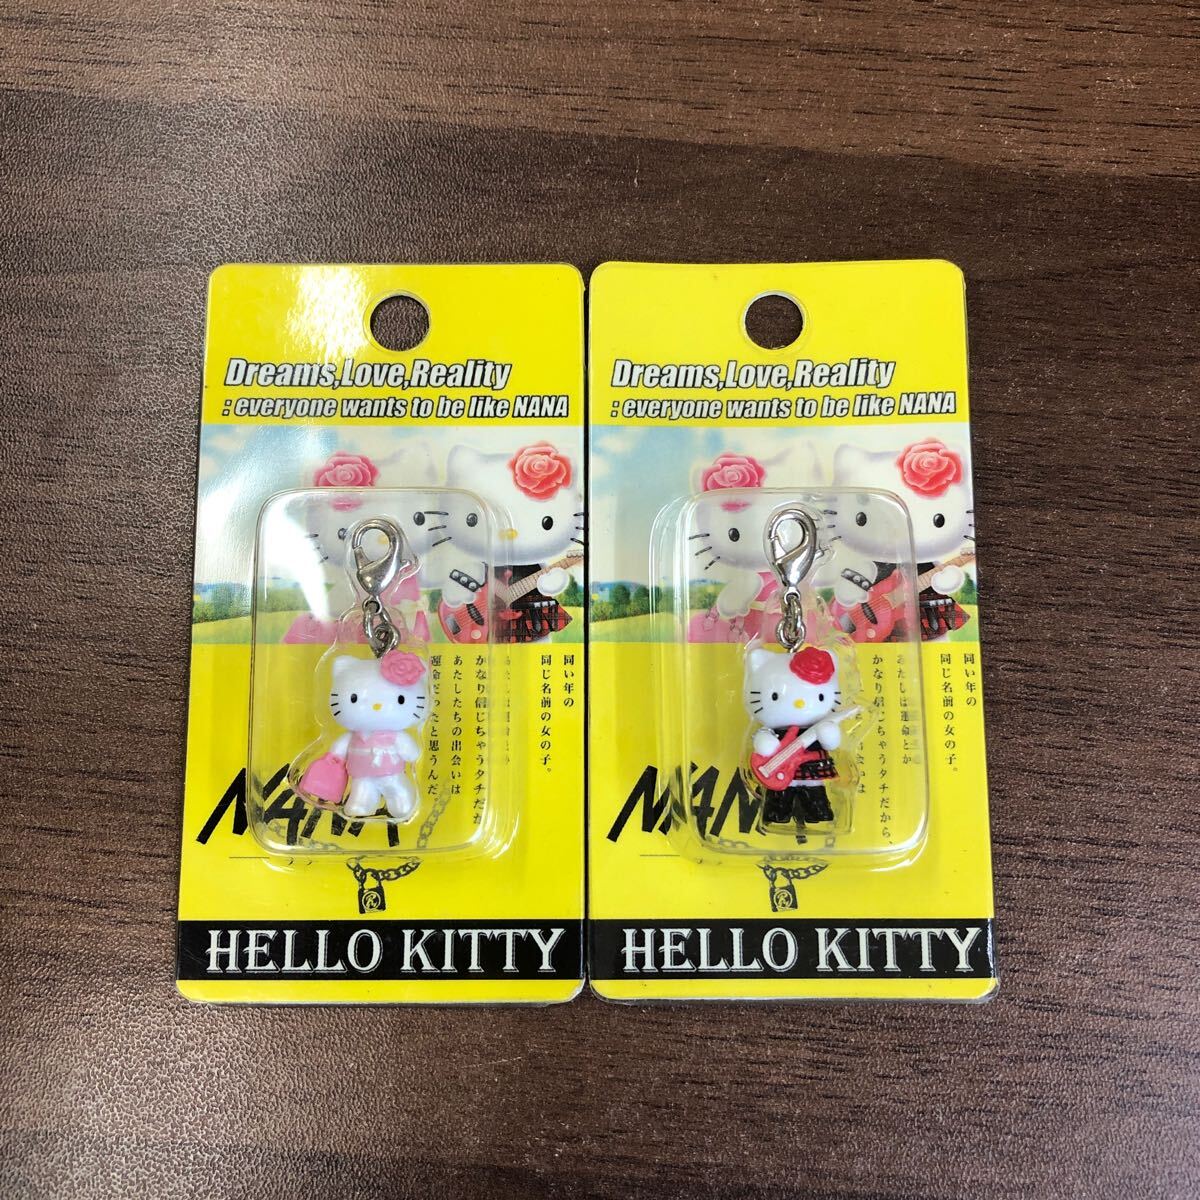 Dreams,Love,Reality
: everyone wants to be like NANA
同い年の
同じ名前の女の子。
かなり信じちゃうタチだか
あたしたちの出会いは
運命だったと思うんだ
NANA
HELLO KITTY
Dreams,Love,Reality
: everyone wants to be like NANA
同い年の
同じ名前の女の子。
あたしは運命とか
かなり信じちゃうタチだから、
NANA
HELLO KITTY